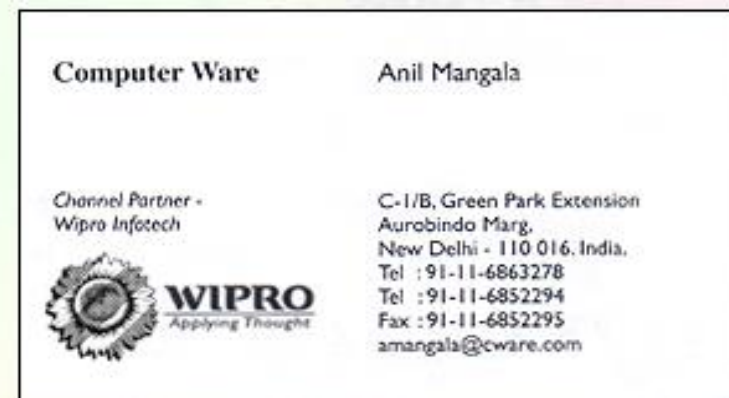 Computer Ware
Anil Mangala
Channel Partner -
Wipro Infotech
WIPRO
Applying Thought
C-1/B, Green Park Extension
Aurobindo Marg,
New Delhi - 110 016. India.
Tel : 91-11-6863278
Tel : 91-11-6852294
Fax : 91-11-6852295
amangala@cware.com